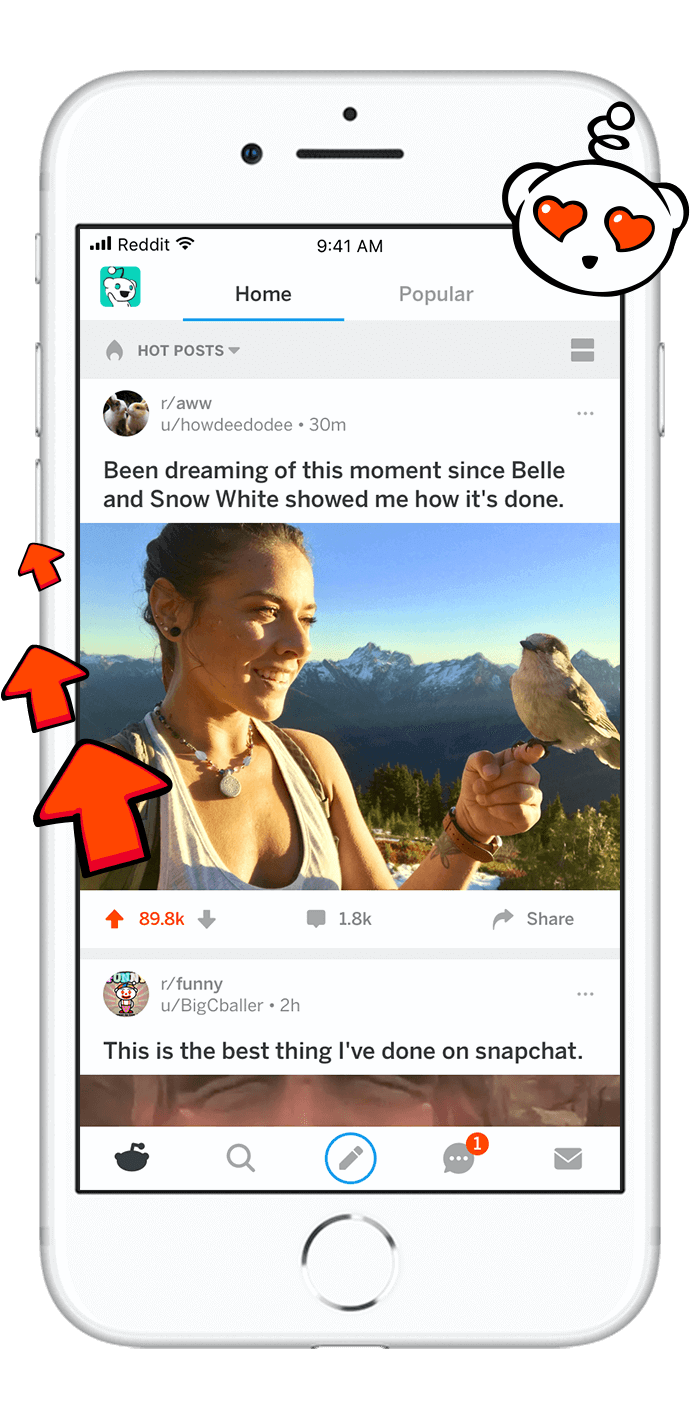 Reddit
9:41 AM
Home
Popular
HOT POSTS
r/aww
u/howdeedodee • 30m
Been dreaming of this moment since Belle
and Snow White showed me how it's done.
89.8k
1.8k
Share
r/funny
u/BigCballer • 2h
This is the best thing I've done on snapchat.
1